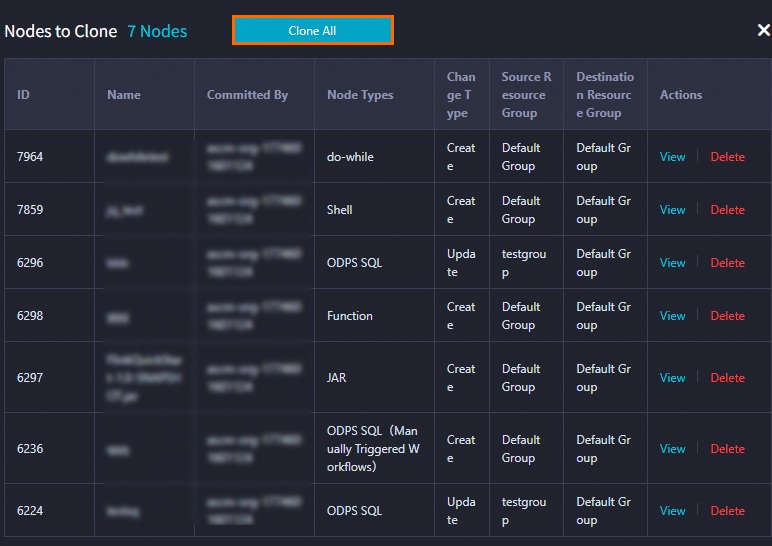 Nodes to Clone 7 Nodes Clone All
ID Name Committed By Node Types
Chan
ge T
ype
Source R
esource
Group
Destinatio
n Resourc
e Group
Actions
7964 do-while
Creat
e
Default
Group
Default Gr
oup
View Delete
7859 Shell
Creat
e
Default
Group
Default Gr
oup
View Delete
6296 ODPS SQL
Upda
te
testgrou
p
Default Gr
oup
View Delete
6298 Function
Creat
e
Default
Group
Default Gr
oup
View Delete
6297 JAR
Creat
e
Default
Group
Default Gr
oup
View Delete
6236
ODPS SQL（Man
ually Triggered W
orkflows）
Creat
e
Default
Group
Default Gr
oup
View Delete
6224 ODPS SQL
Upda
te
testgrou
p
Default Gr
oup
View Delete